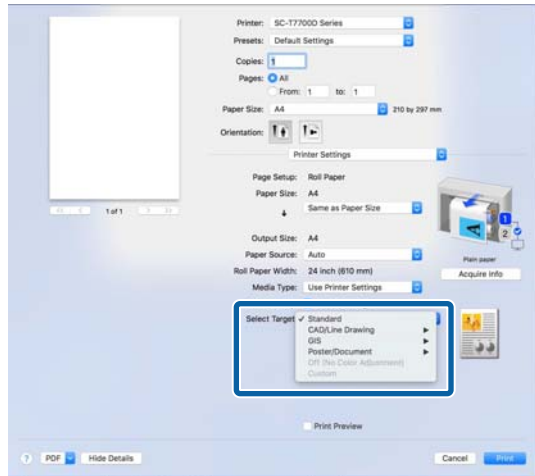 Printer: SC-T7700D Series
Presets: Default Settings
Copies: 1
Pages: All
From: 1 to: 1
Paper Size: A4 210 by 297 mm
Orientation:
Printer Settings
Page Setup: Roll Paper
Paper Size: A4
Same as Paper Size
Output Size: A4
Paper Source: Auto
Roll Paper Width: 24 inch (610 mm)
Media Type: Use Printer Settings
1 of 1
A
1
2
Plain paper
Acquire Info
Select Target ✓ Standard
CAD/Line Drawing
GIS
Poster/Document
Off (No Color Adjustment)
Custom
Print Preview
? PDF Hide Details Cancel Print